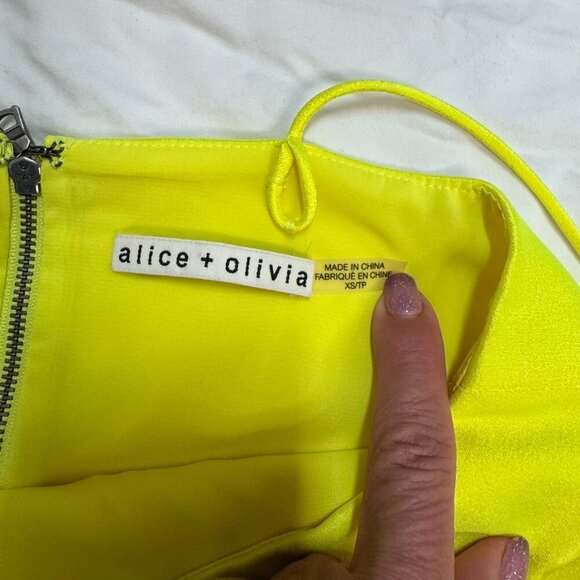 alice + olivia
MADE IN CHINA
FABRIQUÉ EN CHINE
XS/TP